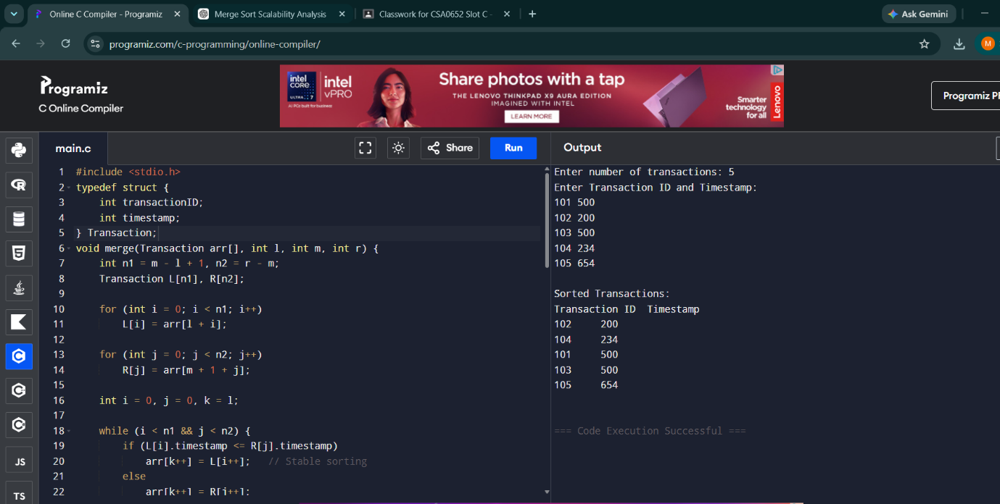 Online C Compiler - Programiz
Merge Sort Scalability Analysis
Classwork for CSA0652 Slot C -
Ask Gemini
programiz.com/c-programming/online-compiler/
M
Programiz
C Online Compiler
intel CORE ULTRA 7
intel vPRO
AI PCs built for business
Share photos with a tap
THE LENOVO THINKPAD X9 AURA EDITION
IMAGINED WITH INTEL
LEARN MORE
Smarter
technology
for all
Lenovo
Programiz P
main.c
Share
Run
Output
1 #include <stdio.h>
2 typedef struct {
3 int transactionID;
4 int timestamp;
5 } Transaction;
6 void merge(Transaction arr[], int l, int m, int r) {
7 int n1 = m - l + 1, n2 = r - m;
8 Transaction L[n1], R[n2];
9
10 for (int i = 0; i < n1; i++)
11 L[i] = arr[l + i];
12
13 for (int j = 0; j < n2; j++)
14 R[j] = arr[m + 1 + j];
15
16 int i = 0, j = 0, k = l;
17
18 while (i < n1 && j < n2) {
19 if (L[i].timestamp <= R[j].timestamp)
20 arr[k++] = L[i++]; // Stable sorting
21 else
22 arr[k++] = R[j++];
Enter number of transactions: 5
Enter Transaction ID and Timestamp:
101 500
102 200
103 500
104 234
105 654
Sorted Transactions:
Transaction ID Timestamp
102 200
104 234
101 500
103 500
105 654
=== Code Execution Successful ===
JS
TS